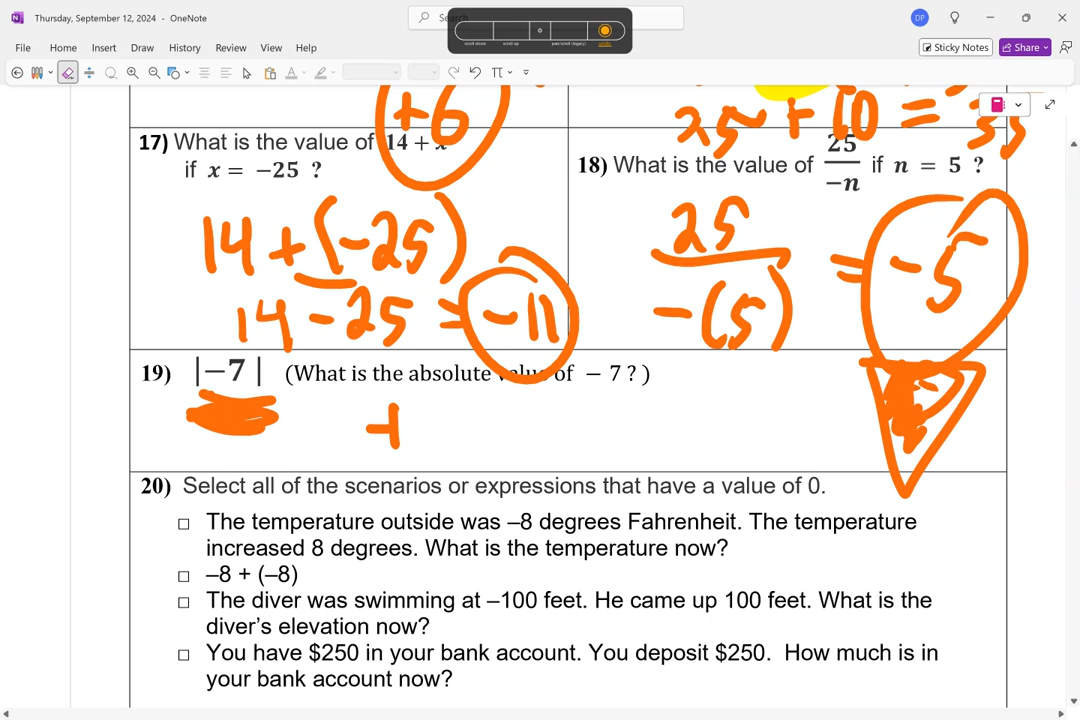 Thursday, September 12, 2024 - OneNote
Search
DP
File Home Insert Draw History Review View Help
Sticky Notes
Share
+6
25 + 10 =
17) What is the value of 14 + x
if x = −25 ?
14 + (-25)
14 - 25 = -11
18) What is the value of 25/−n if n = 5 ?
25/-(5) = -5
19) |−7 | (What is the absolute value of − 7 ? )
+
20) Select all of the scenarios or expressions that have a value of 0.
□ The temperature outside was –8 degrees Fahrenheit. The temperature
increased 8 degrees. What is the temperature now?
□ –8 + (–8)
□ The diver was swimming at –100 feet. He came up 100 feet. What is the
diver’s elevation now?
□ You have $250 in your bank account. You deposit $250. How much is in
your bank account now?